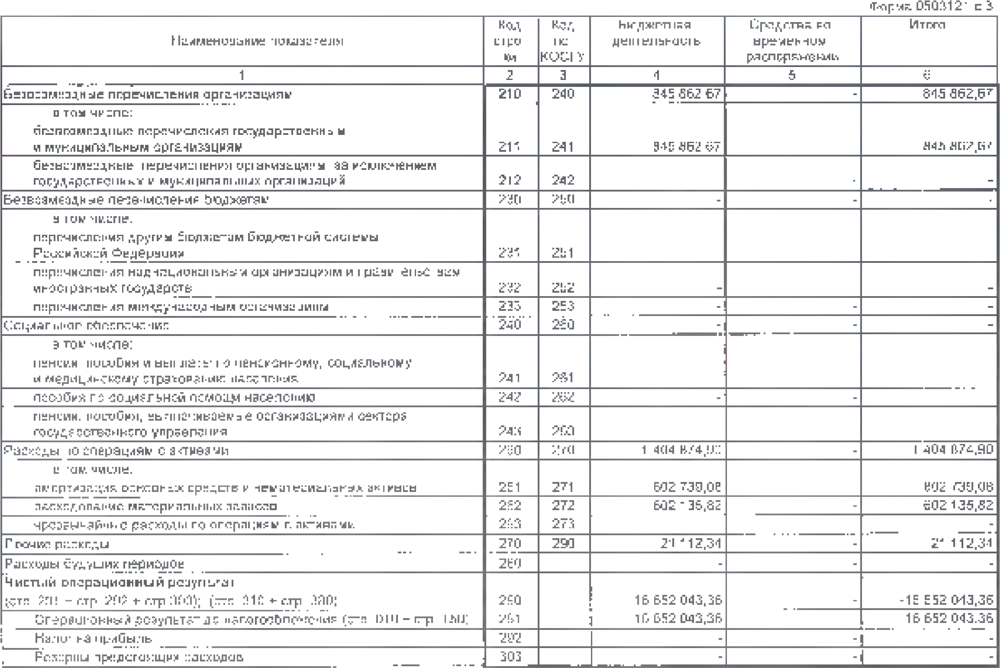 Форма 0503121 с 3
Наименование показателя
Код стро ки
Код по КОСГУ
Бюджетная деятельность
Средства во временном распоряжении
Итого
1 2 3 4 5 6
Безвозмездные перечисления организациям 210 240 845 862 67 - 845 862,67
в том числе:
безвозмездные перечисления государственным
и муниципальным организациям 211 241 845 862 67 845 862,67
безвозмездные перечисления организациям за исключением
государственных и муниципальных организаций 212 242 - -
Безвозмездные перечисления бюджетам 230 250 - - -
в том числе:
перечисления другим бюджетам бюджетной системы
Российской Федерации 231 251
перечисления наднациональным организациям и правительствам
иностранных государств 232 252 - -
перечисления международным организациям 233 253 - - -
Социальное обеспечение 240 260 - - -
в том числе:
пенсии пособия и выплаты по пенсионному, социальному
и медицинскому страхованию населения 241 261
пособия по социальной помощи населению 242 262 - -
пенсии, пособия, выплачиваемые организациями сектора
государственного управления 243 263
Расходы по операциям с активами 260 270 1 404 874,90 - 1 404 874,90
в том числе:
амортизация основных средств и нематериальных активов 261 271 802 739,08 802 739,08
расходование материальных запасов 262 272 602 135,82 - 602 135,82
чрезвычайные расходы по операциям с активами 263 273 -
Прочие расходы 270 290 21 112,34 - 21 112,34
Расходы будущих периодов - - -
Чистый операционный результат
(стр. 291 – стр. 292 + стр.303); (стр. 310 + стр. 380) 290 16 652 043,36 - -16 652 043,36
Операционный результат до налогообложения (стр. 010 – стр. 150) 291 16 652 043,36 16 652 043.36
Налог на прибыль 292 - - -
Резервы предстоящих расходов 303 - - -